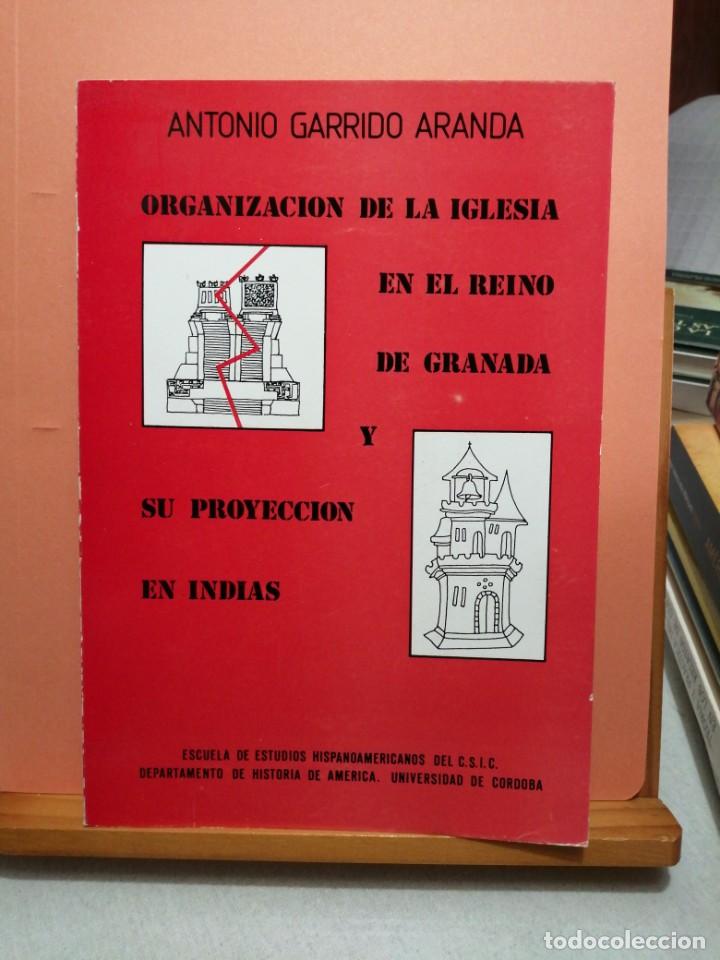 ANTONIO GARRIDO ARANDA
ORGANIZACION DE LA IGLESIA
EN EL REINO
DE GRANADA
Y
SU PROYECCION
EN INDIAS
ESCUELA DE ESTUDIOS HISPANOAMERICANOS DEL C.S.I.C.
DEPARTAMENTO DE HISTORIA DE AMERICA. UNIVERSIDAD DE CORDOBA
todocoleccion.net